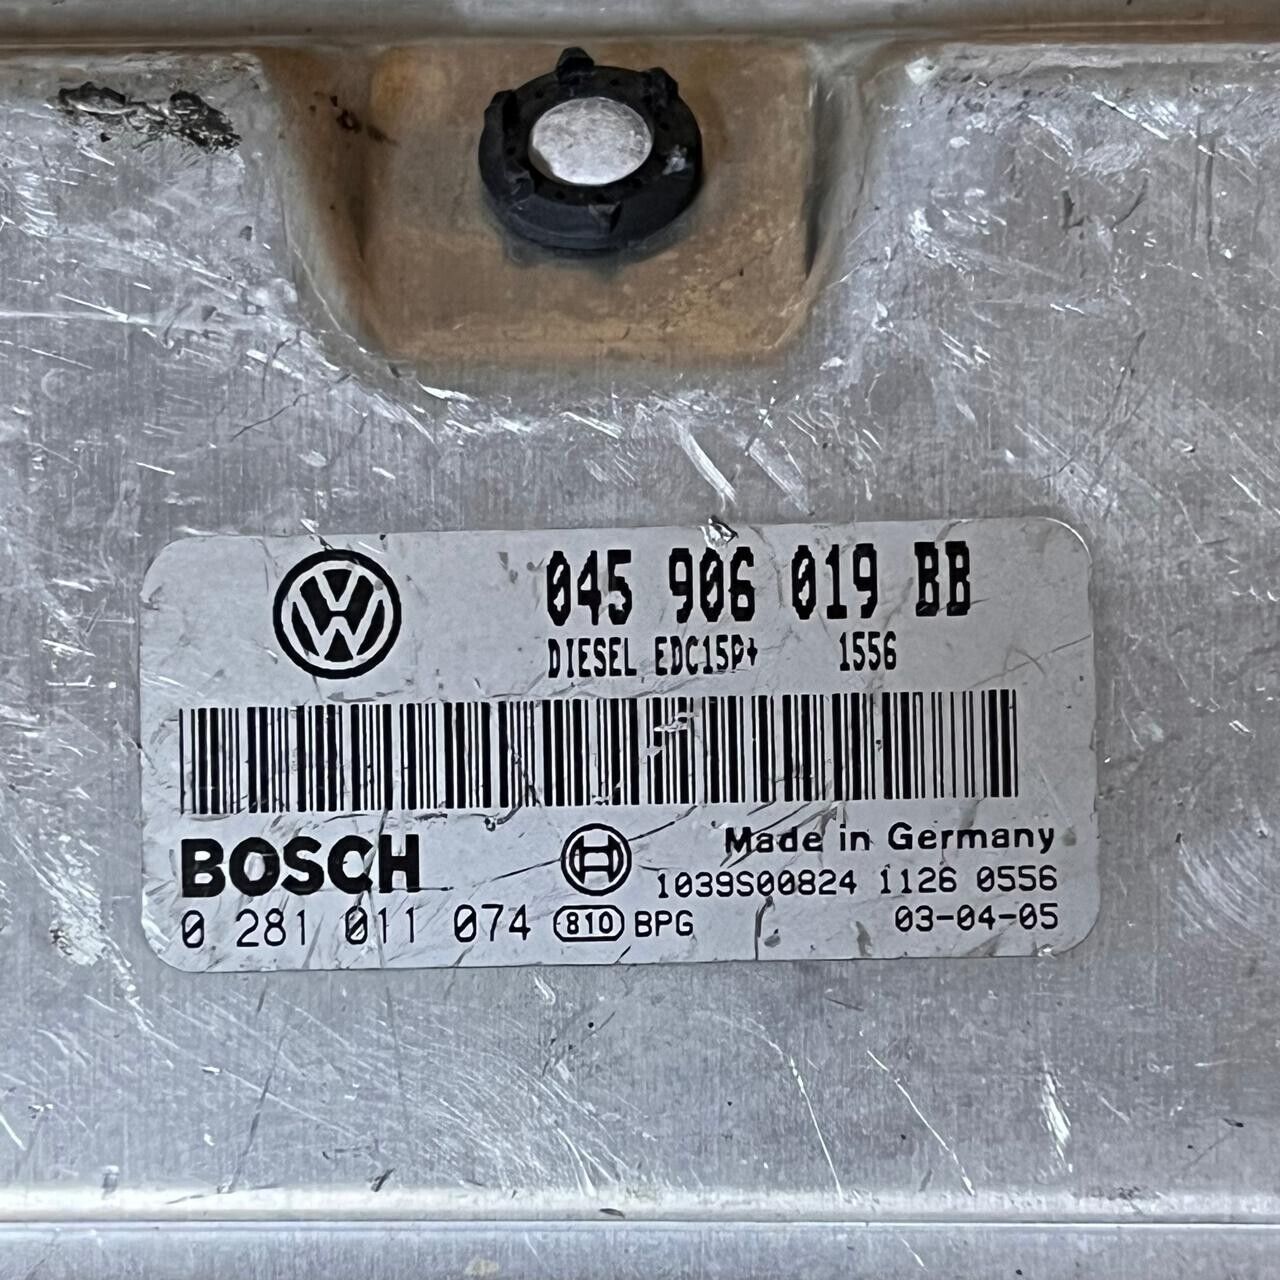 045 906 019 BB
DIESEL EDC15P+ 1556
BOSCH Made in Germany
1039S00824 1126 0556
0 281 011 074 810 BPG 03-04-05